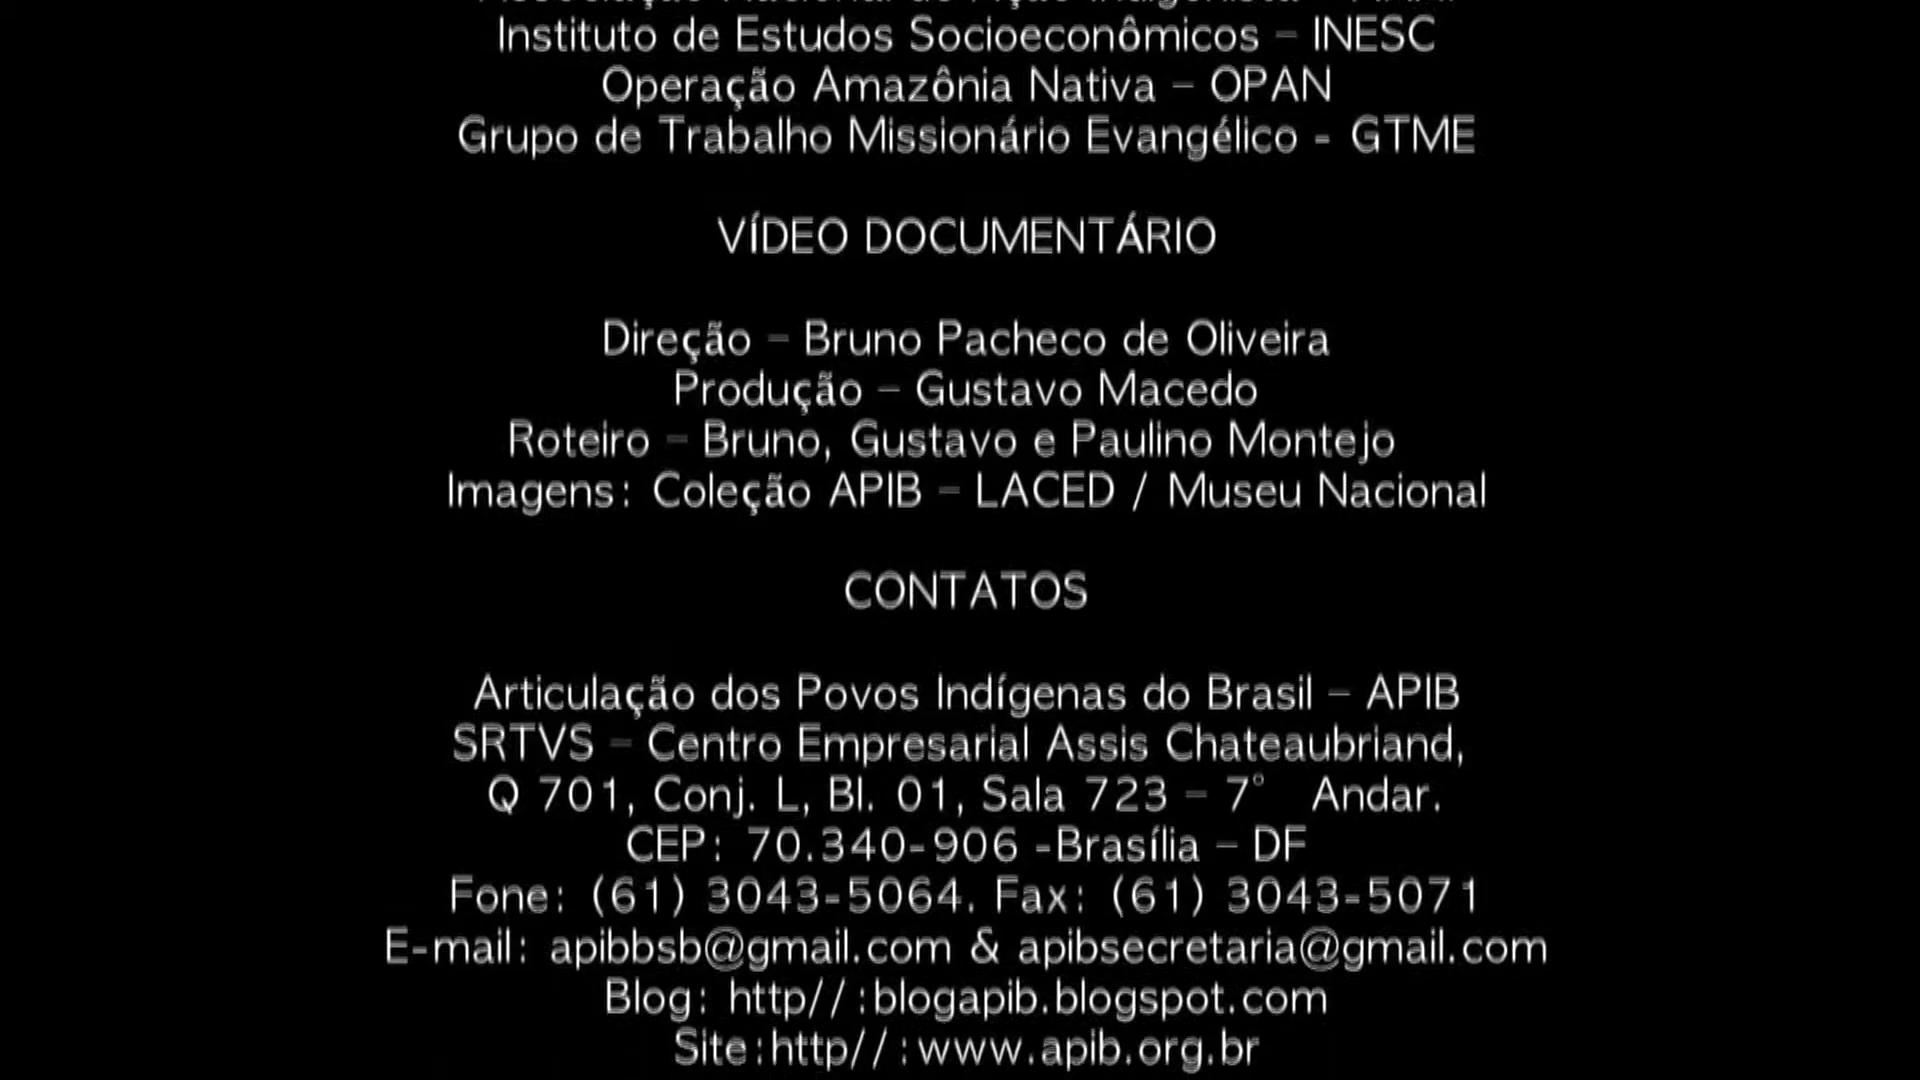 Instituto de Estudos Socioeconômicos – INESC
Operação Amazônia Nativa – OPAN
Grupo de Trabalho Missionário Evangélico - GTME
VÍDEO DOCUMENTÁRIO
Direção – Bruno Pacheco de Oliveira
Produção – Gustavo Macedo
Roteiro – Bruno, Gustavo e Paulino Montejo
Imagens: Coleção APIB – LACED / Museu Nacional
CONTATOS
Articulação dos Povos Indígenas do Brasil – APIB
SRTVS – Centro Empresarial Assis Chateaubriand,
Q 701, Conj. L, Bl. 01, Sala 723 – 7° Andar.
CEP: 70.340-906 -Brasília – DF
Fone: (61) 3043-5064. Fax: (61) 3043-5071
E-mail: apibbsb@gmail.com & apibsecretaria@gmail.com
Blog: http//:blogapib.blogspot.com
Site:http//:www.apib.org.br